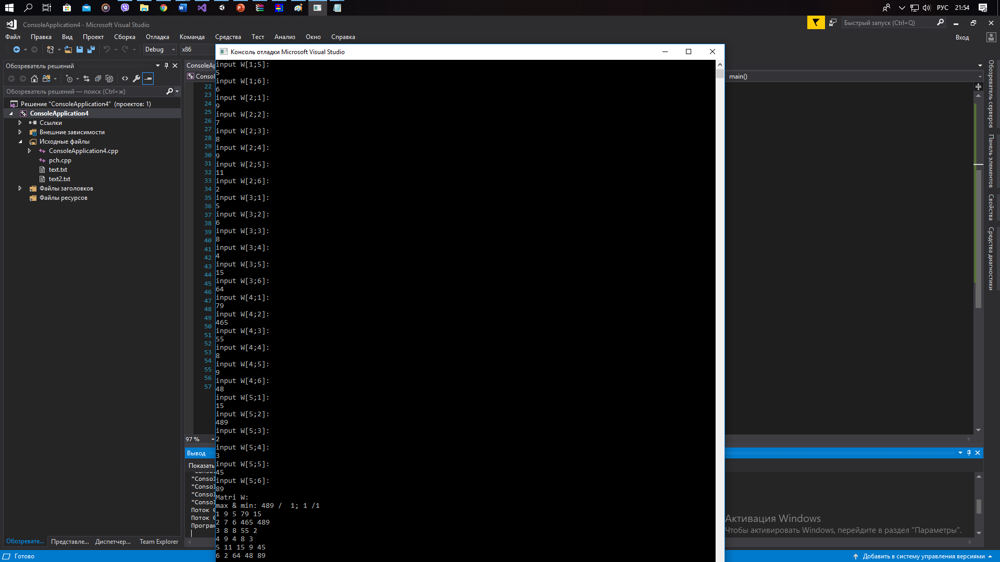 РУС
21:54
ConsoleApplication4 - Microsoft Visual Studio
Быстрый запуск (Ctrl+Q)
Файл Правка Вид Проект Сборка Отладка Команда Средства Тест Анализ Окно Справка
Вход
Debug
x86
Консоль отладки Microsoft Visual Studio
Обозреватель решений
Обозреватель решений — поиск (Ctrl+ж)
Решение "ConsoleApplication4" (проектов: 1)
ConsoleApplication4
Ссылки
Внешние зависимости
Исходные файлы
ConsoleApplication4.cpp
pch.cpp
text.txt
text2.txt
Файлы заголовков
Файлы ресурсов
Обозревате...
Представле...
Диспетчер...
Team Explorer
ConsoleAp
Consol
main()
22
23
24
25
26
27
28
29
30
31
32
33
34
35
36
37
38
39
40
41
42
43
44
45
46
47
48
49
50
51
52
53
54
55
56
57
97 %
input W[1;5]:
5
input W[1;6]:
6
input W[2;1]:
9
input W[2;2]:
7
input W[2;3]:
8
input W[2;4]:
9
input W[2;5]:
11
input W[2;6]:
2
input W[3;1]:
5
input W[3;2]:
6
input W[3;3]:
8
input W[3;4]:
4
input W[3;5]:
15
input W[3;6]:
64
input W[4;1]:
79
input W[4;2]:
465
input W[4;3]:
55
input W[4;4]:
8
input W[4;5]:
9
input W[4;6]:
48
input W[5;1]:
15
input W[5;2]:
489
input W[5;3]:
2
input W[5;4]:
3
input W[5;5]:
45
input W[5;6]:
89
Matri W:
max & min: 489 /  1; 1 /1
1 9 5 79 15
2 7 6 465 489
3 8 8 55 2
4 9 4 8 3
5 11 15 9 45
6 2 64 48 89
Вывод
Показать
"Consol
"Consol
"Consol
"Consol
Поток 0
Поток 0
Програм
Обозреватель серверов
Панель элементов
Свойства
Средства диагностики
Активация Windows
Чтобы активировать Windows, перейдите в раздел "Параметры".
Готово
Добавить в систему управления версиями